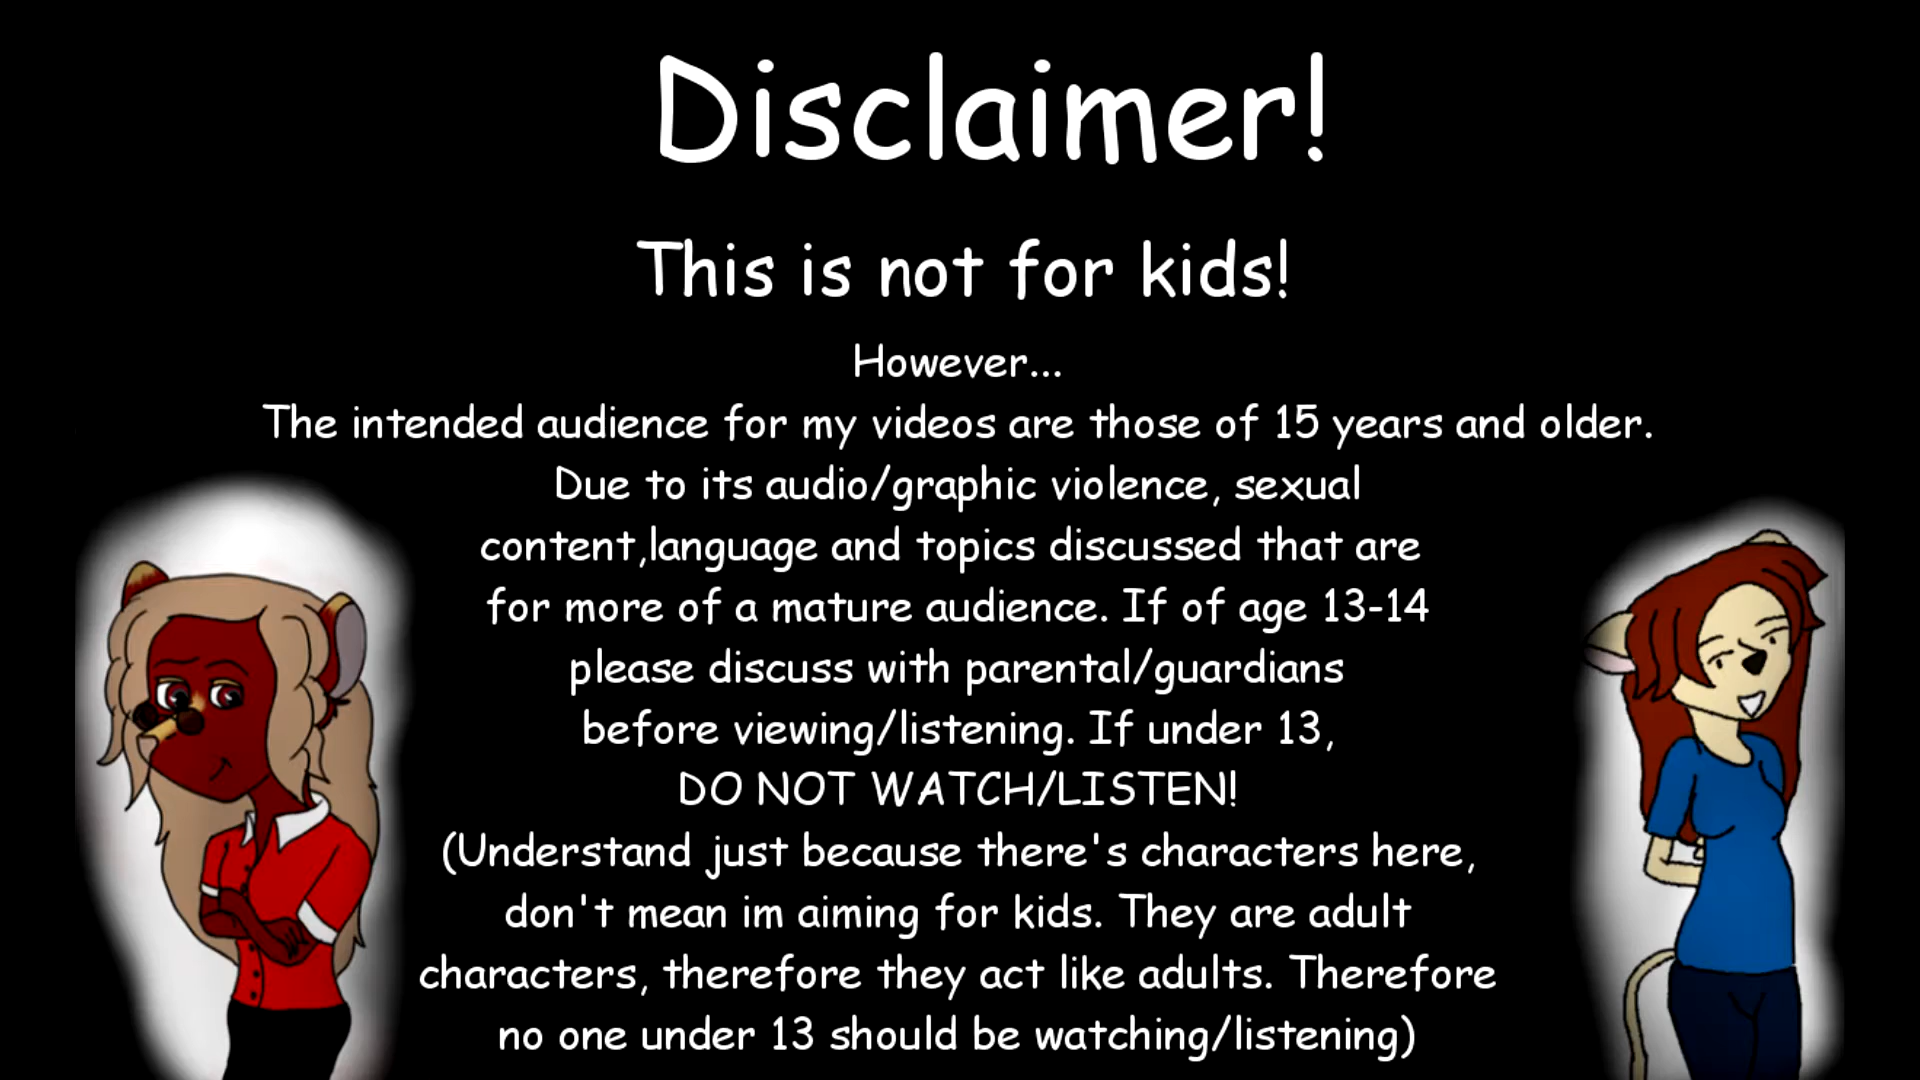 Disclaimer!
This is not for kids!
However...
The intended audience for my videos are those of 15 years and older.
Due to its audio/graphic violence, sexual
content,language and topics discussed that are
for more of a mature audience. If of age 13-14
please discuss with parental/guardians
before viewing/listening. If under 13,
DO NOT WATCH/LISTEN!
(Understand just because there's characters here,
don't mean im aiming for kids. They are adult
characters, therefore they act like adults. Therefore
no one under 13 should be watching/listening)